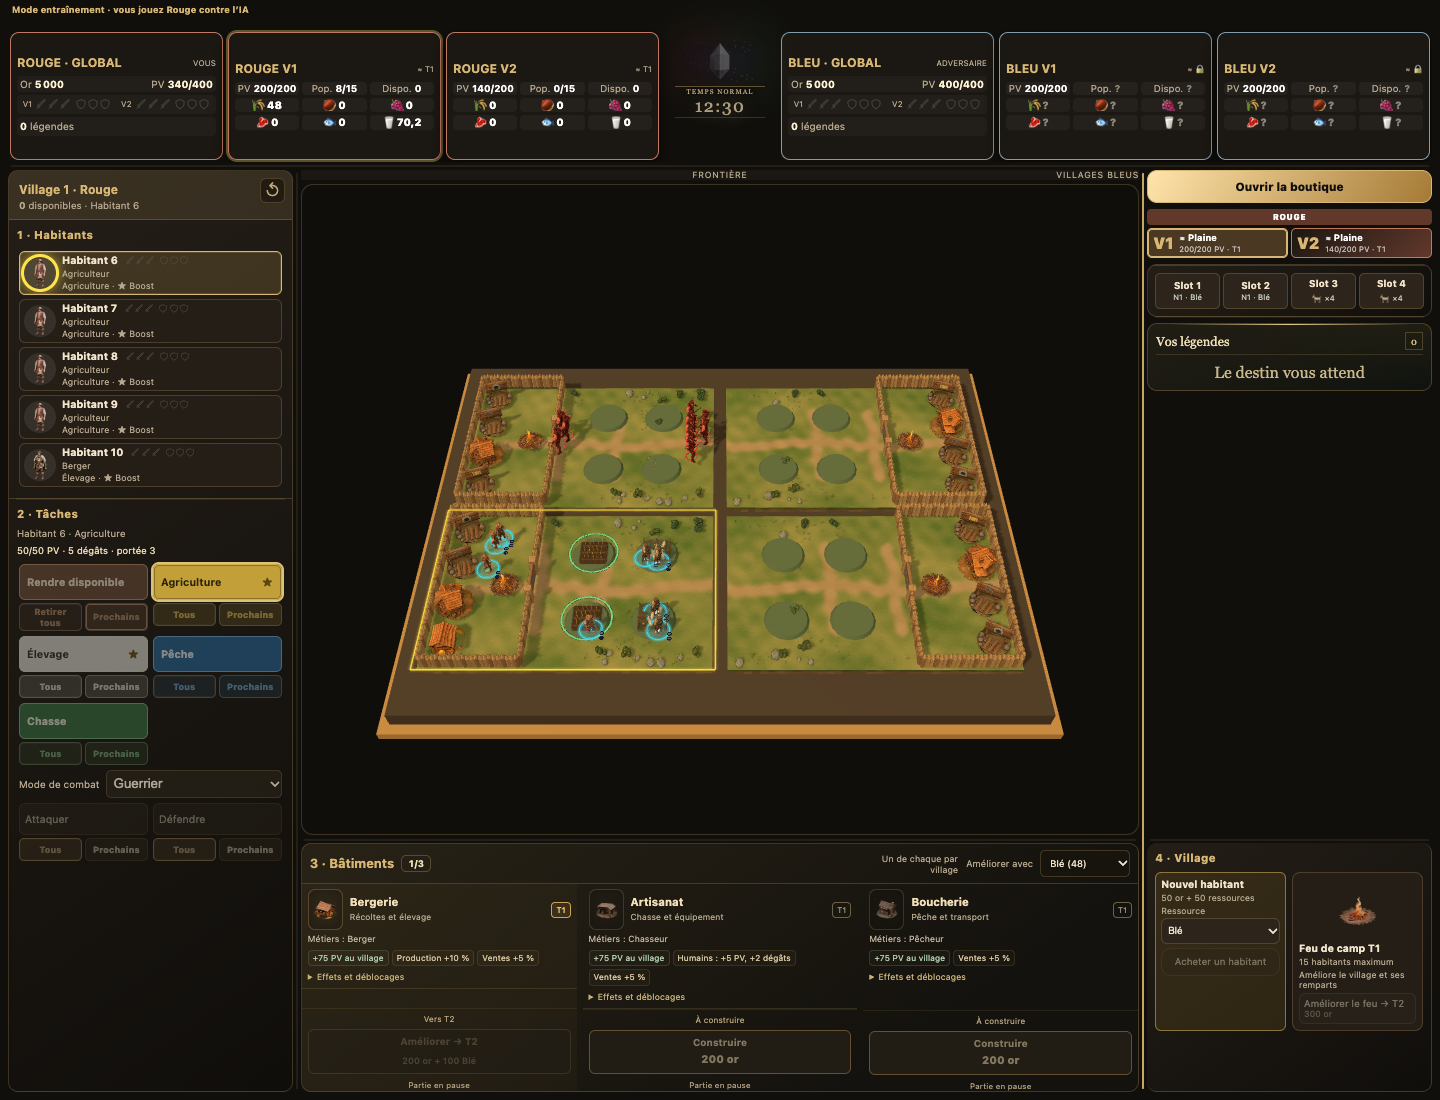 Mode entraînement · vous jouez Rouge contre l'IA
ROUGE · GLOBAL VOUS
Or 5 000 PV 340/400
V1 V2
0 légendes
ROUGE V1 ≈ T1
PV 200/200 Pop. 8/15 Dispo. 0
48 0 0
0 0 70,2
ROUGE V2 ≈ T1
PV 140/200 Pop. 0/15 Dispo. 0
0 0 0
0 0 0
TEMPS NORMAL
12:30
BLEU · GLOBAL ADVERSAIRE
Or 5 000 PV 400/400
V1 V2
0 légendes
BLEU V1
PV 200/200 Pop. ? Dispo. ?
? ? ?
? ? ?
BLEU V2
PV 200/200 Pop. ? Dispo. ?
? ? ?
? ? ?
Village 1 · Rouge
0 disponibles · Habitant 6
1 · Habitants
Habitant 6
Agriculteur
Agriculture · ★ Boost
Habitant 7
Agriculteur
Agriculture · ★ Boost
Habitant 8
Agriculteur
Agriculture · ★ Boost
Habitant 9
Agriculteur
Agriculture · ★ Boost
Habitant 10
Berger
Élevage · ★ Boost
2 · Tâches
Habitant 6 · Agriculture
50/50 PV · 5 dégâts · portée 3
Rendre disponible Agriculture ★
Retirer tous Prochains Tous Prochains
Élevage ★ Pêche
Tous Prochains Tous Prochains
Chasse
Tous Prochains
Mode de combat Guerrier
Attaquer Défendre
Tous Prochains Tous Prochains
FRONTIÈRE VILLAGES BLEUS
3 · Bâtiments 1/3
Un de chaque par village Améliorer avec Blé (48)
Bergerie T1
Récoltes et élevage
Métiers : Berger
+75 PV au village Production +10 % Ventes +5 %
▸ Effets et déblocages
Vers T2
Améliorer → T2
200 or + 100 Blé
Partie en pause
Artisanat T1
Chasse et équipement
Métiers : Chasseur
+75 PV au village Humains : +5 PV, +2 dégâts
Ventes +5 %
▸ Effets et déblocages
À construire
Construire
200 or
Partie en pause
Boucherie T1
Pêche et transport
Métiers : Pêcheur
+75 PV au village Ventes +5 %
▸ Effets et déblocages
À construire
Construire
200 or
Partie en pause
Ouvrir la boutique
ROUGE
V1 ≈ Plaine
200/200 PV · T1
V2 ≈ Plaine
140/200 PV · T1
Slot 1
N1 · Blé
Slot 2
N1 · Blé
Slot 3
×4
Slot 4
×4
Vos légendes 0
Le destin vous attend
4 · Village
Nouvel habitant
50 or + 50 ressources
Ressource
Blé
Acheter un habitant
Feu de camp T1
15 habitants maximum
Améliore le village et ses
remparts
Améliorer le feu → T2
300 or